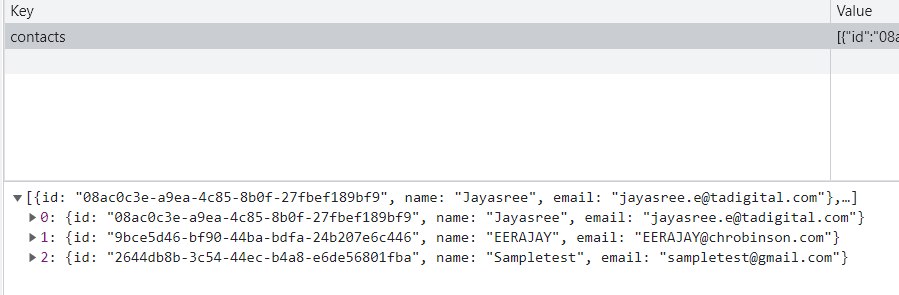 Key Value
contacts [{"id":"08a
[{id: "08ac0c3e-a9ea-4c85-8b0f-27fbef189bf9", name: "Jayasree", email: "jayasree.e@tadigital.com"},…]
0: {id: "08ac0c3e-a9ea-4c85-8b0f-27fbef189bf9", name: "Jayasree", email: "jayasree.e@tadigital.com"}
1: {id: "9bce5d46-bf90-44ba-bdfa-24b207e6c446", name: "EERAJAY", email: "EERAJAY@chrobinson.com"}
2: {id: "2644db8b-3c54-44ec-b4a8-e6de56801fba", name: "Sampletest", email: "sampletest@gmail.com"}